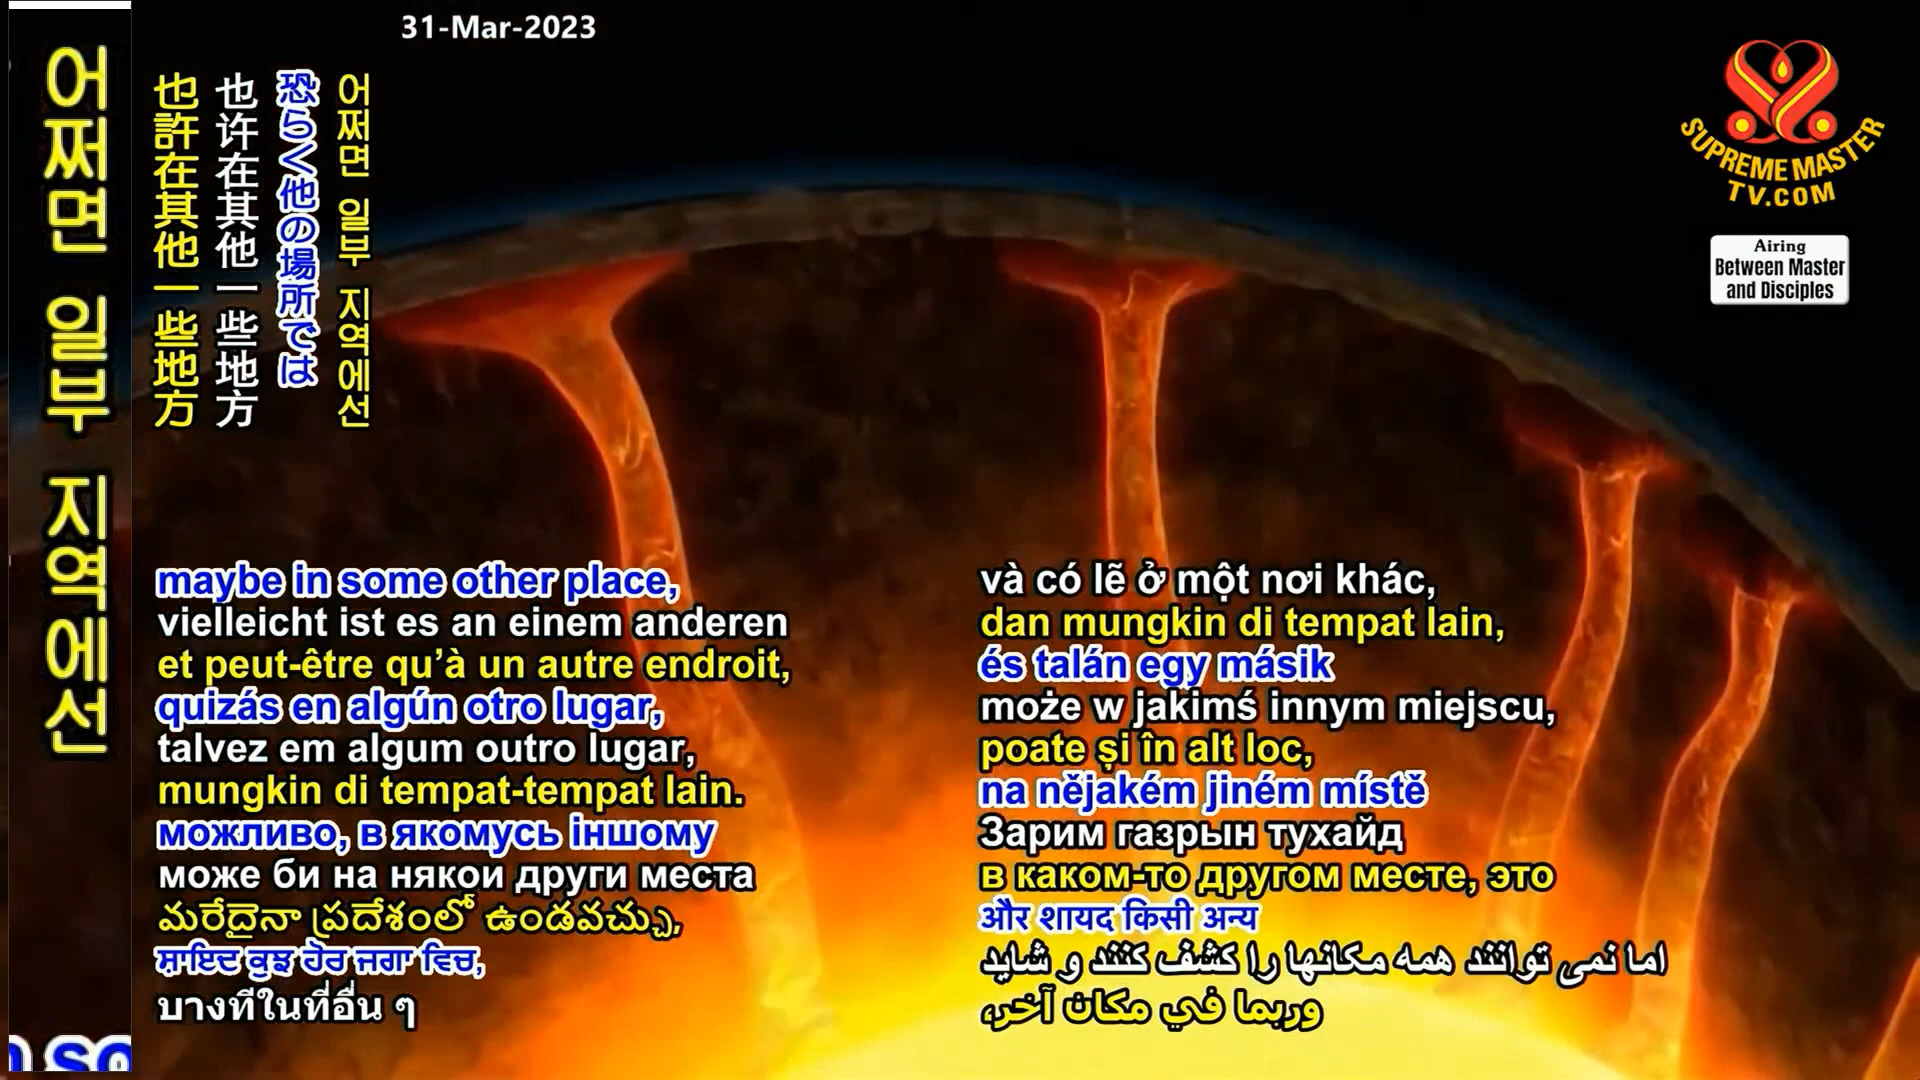 31-Mar-2023
어쩌면 일부 지역에선
也許在其他一些地方
也许在其他一些地方
恐らく他の場所では
어쩌면 일부 지역에선
SUPREME MASTER
TV.COM
Airing
Between Master
and Disciples
maybe in some other place,
vielleicht ist es an einem anderen
et peut-être qu’à un autre endroit,
quizás en algún otro lugar,
talvez em algum outro lugar,
mungkin di tempat-tempat lain.
можливо, в якомусь іншому
може би на някои други места
మరేదైనా ప్రదేశంలో ఉండవచ్చు,
ਸ਼ਾਇਦ ਕੁਝ ਹੋਰ ਜਗਾ ਵਿਚ,
บางทีในที่อื่น ๆ
và có lẽ ở một nơi khác,
dan mungkin di tempat lain,
és talán egy másik
może w jakimś innym miejscu,
poate și în alt loc,
na nějakém jiném místě
Зарим газрын тухайд
в каком-то другом месте, это
और शायद किसी अन्य
اما نمی توانند همه مکانها را کشف کنند و شاید
وربما في مكان آخر،